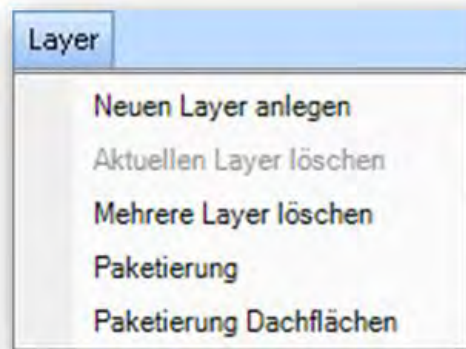 Layer
Neuen Layer anlegen
Aktuellen Layer löschen
Mehrere Layer löschen
Paketierung
Paketierung Dachflächen